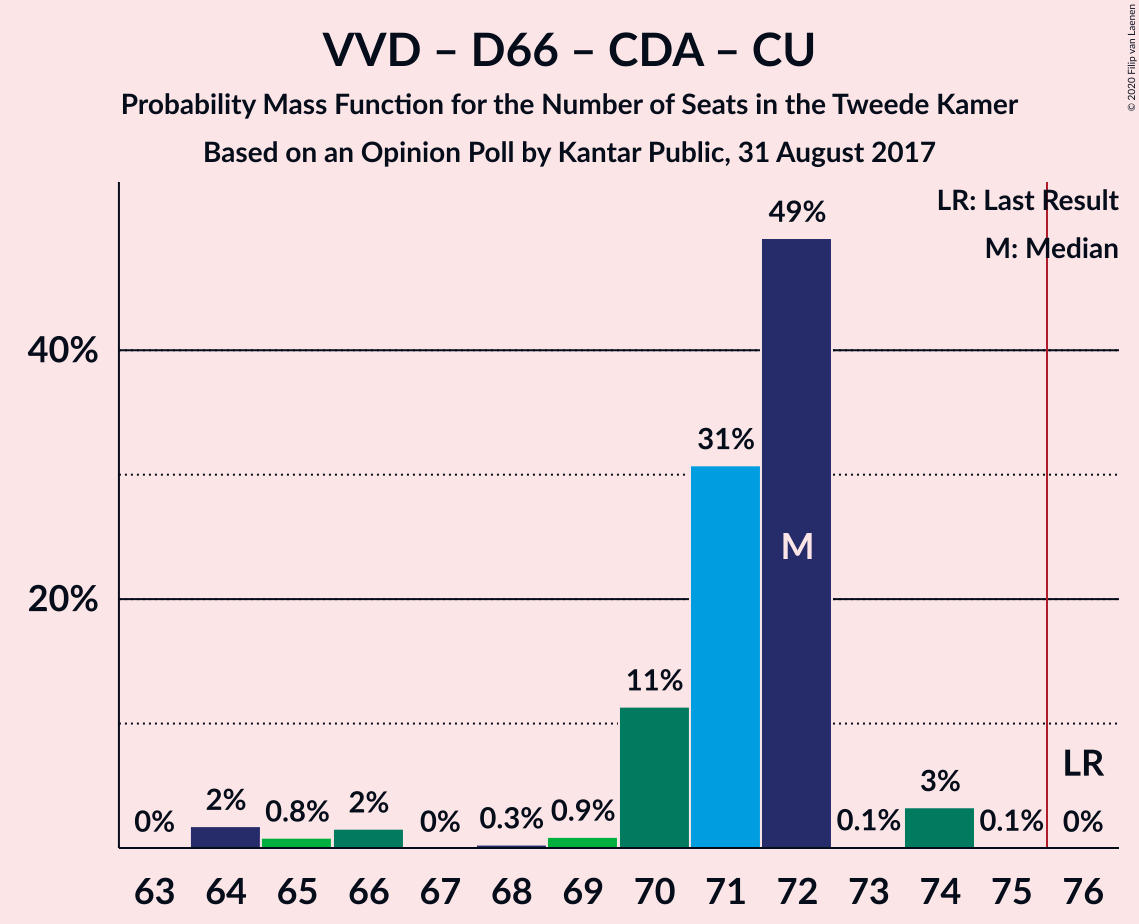 VVD – D66 – CDA – CU
Probability Mass Function for the Number of Seats in the Tweede Kamer
Based on an Opinion Poll by Kantar Public, 31 August 2017
© 2020 Filip van Laenen
LR: Last Result
M: Median
40%
20%
0%
2%
0.8%
2%
0%
0.3%
0.9%
11%
31%
49%
M
0.1%
3%
0.1%
LR
0%
63 64 65 66 67 68 69 70 71 72 73 74 75 76